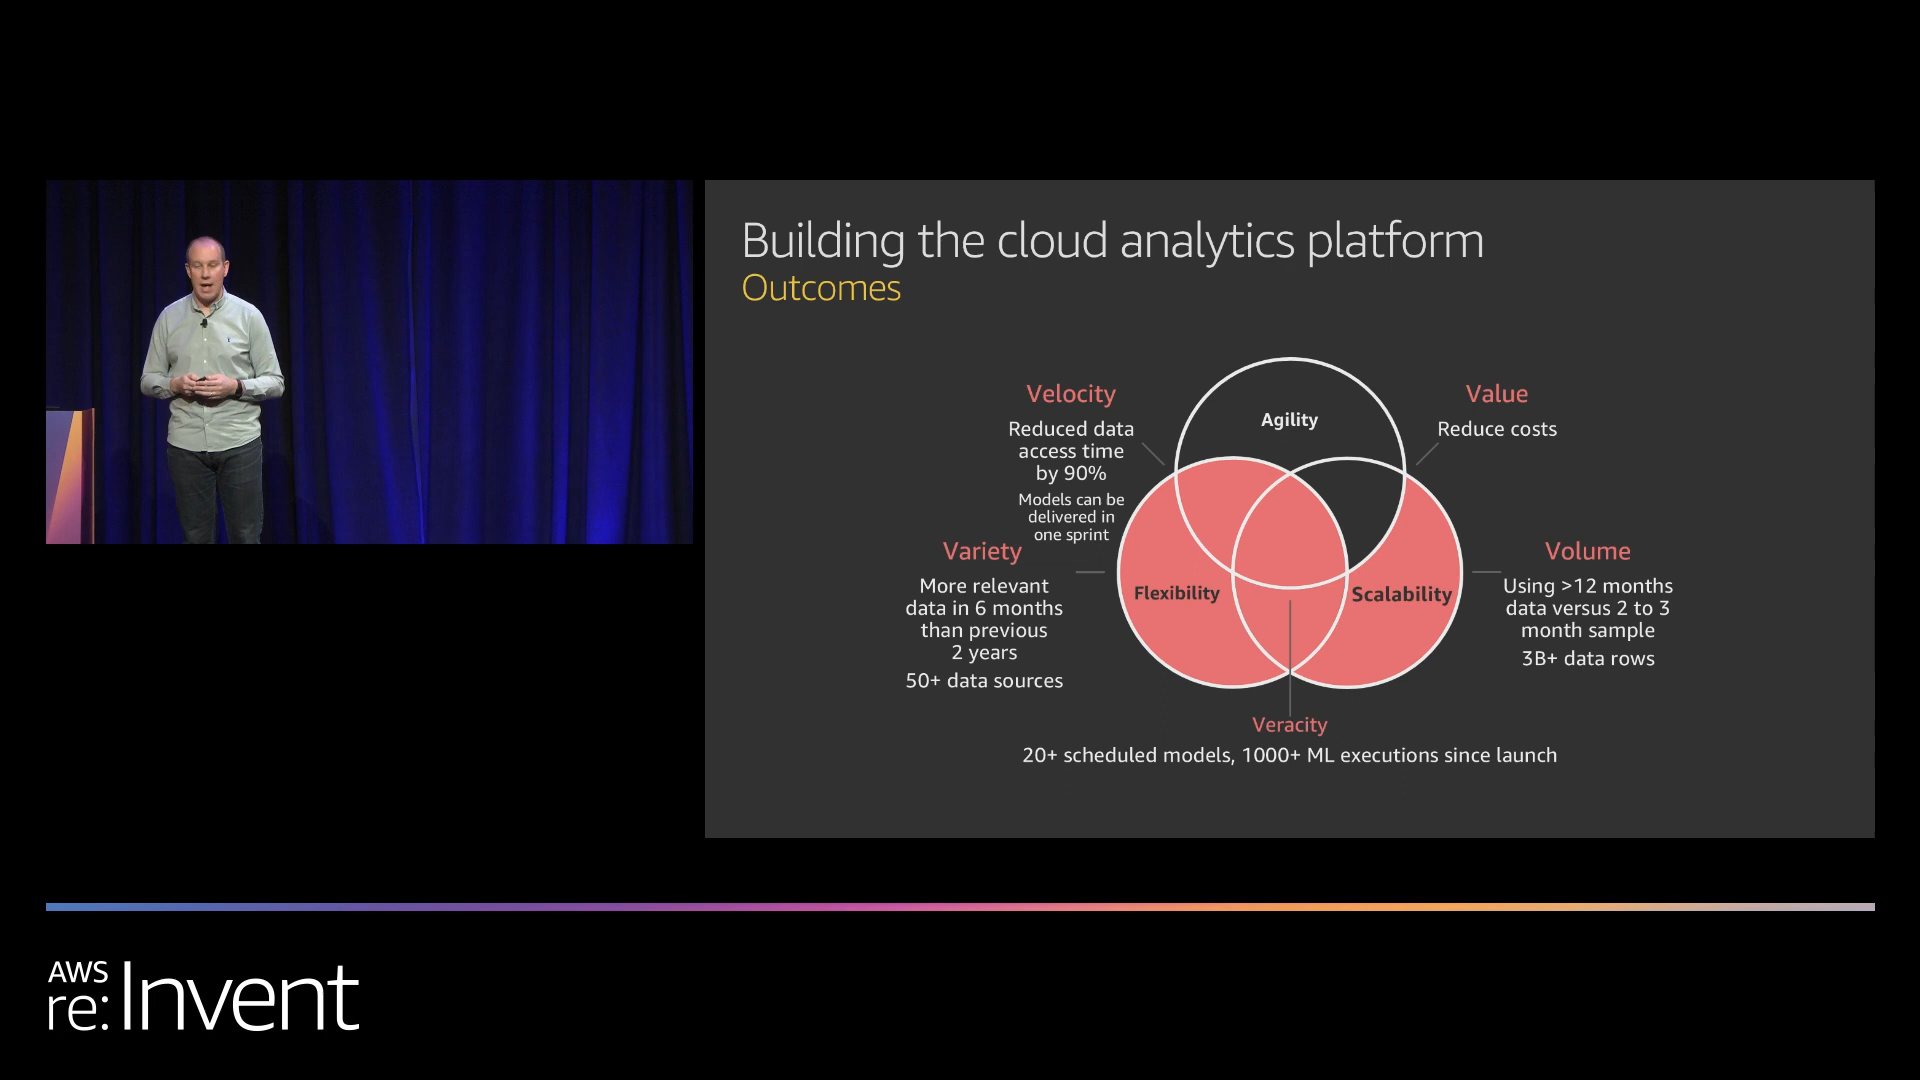 Building the cloud analytics platform
Outcomes
Velocity
Reduced data
access time
by 90%
Models can be
delivered in
one sprint
Agility
Value
Reduce costs
Variety
More relevant
data in 6 months
than previous
2 years
50+ data sources
Flexibility
Scalability
Volume
Using >12 months
data versus 2 to 3
month sample
3B+ data rows
Veracity
20+ scheduled models, 1000+ ML executions since launch
AWS
re:Invent